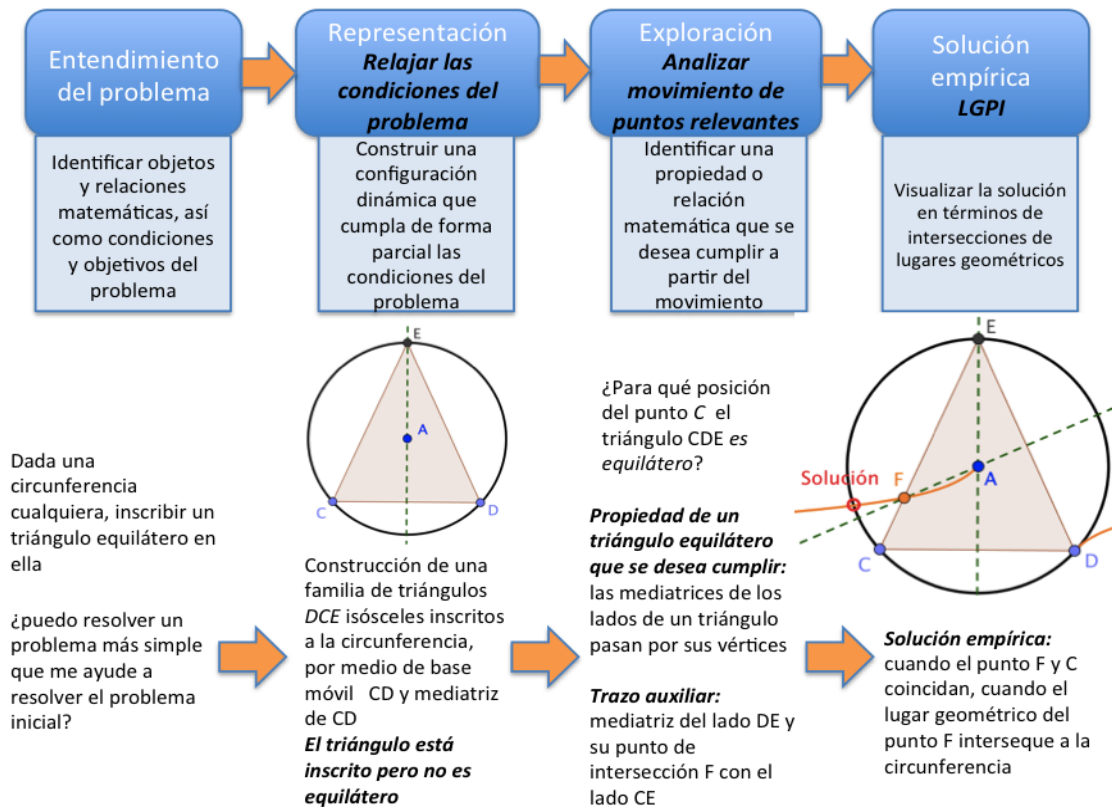 Entendimiento
del problema
Representación
Relajar las
condiciones del
problema
Exploración
Analizar
movimiento de
puntos relevantes
Solución
empírica
LGPI
Identificar objetos
y relaciones
matemáticas, así
como condiciones
y objetivos del
problema
Construir una
configuración
dinámica que
cumpla de forma
parcial las
condiciones del
problema
Identificar una
propiedad o
relación
matemática que se
desea cumplir a
partir del
movimiento
Visualizar la solución
en términos de
intersecciones de
lugares geométricos
Dada una
circunferencia
cualquiera, inscribir un
triángulo equilátero en
ella
¿puedo resolver un
problema más simple
que me ayude a
resolver el problema
inicial?
E
A
C
D
Construcción de una
familia de triángulos
DCE isósceles inscritos
a la circunferencia,
por medio de base
móvil CD y mediatriz
de CD
El triángulo está
inscrito pero no es
equilátero
¿Para qué posición
del punto C el
triángulo CDE es
equilátero?
Propiedad de un
triángulo equilátero
que se desea cumplir:
las mediatrices de los
lados de un triángulo
pasan por sus vértices
Trazo auxiliar:
mediatriz del lado DE y
su punto de
intersección F con el
lado CE
E
Solución
F
A
C
D
Solución empírica:
cuando el punto F y C
coincidan, cuando el
lugar geométrico del
punto F interseque a la
circunferencia